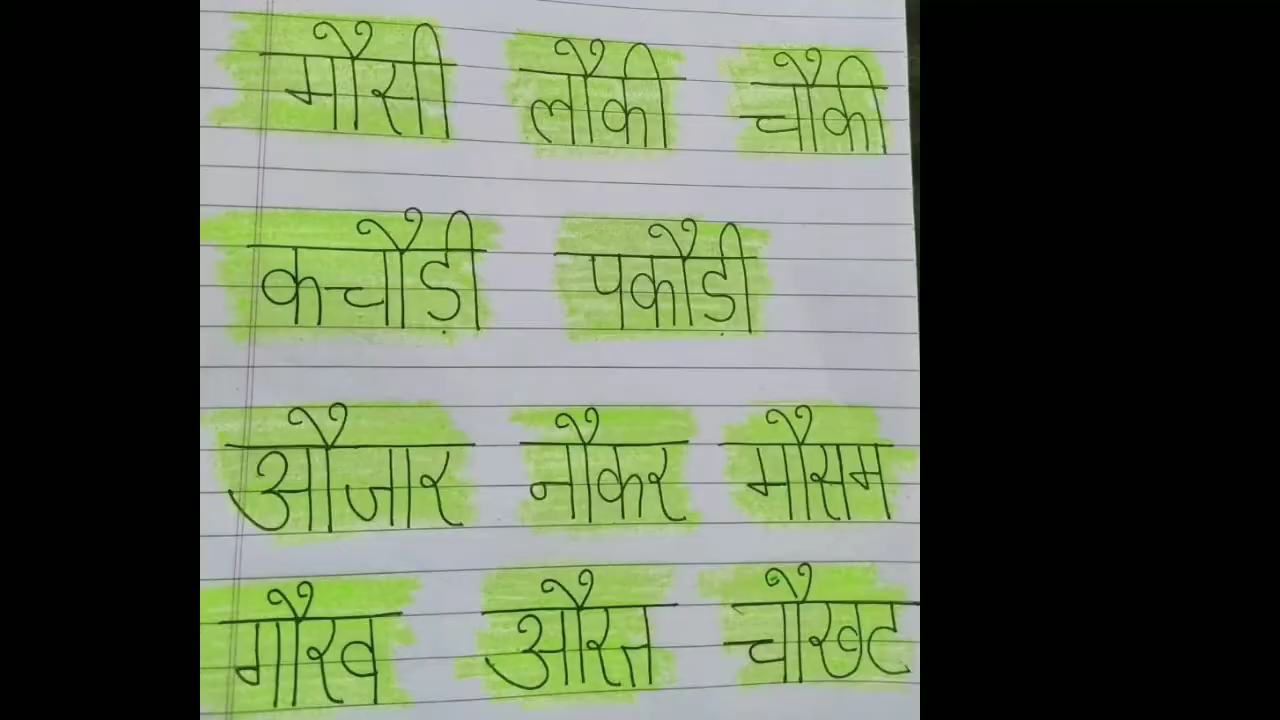 मौसी लौकी चौकी
कचौड़ी पकौडी
औजार नौकर मौसम
गौरव औरत चौखट